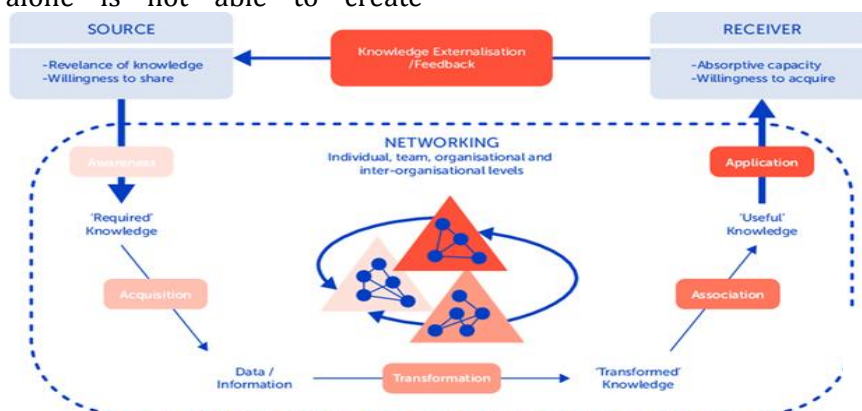 alone is not able to create
SOURCE
-Revelance of knowledge
-Willingness to share
Knowledge Externalisation
/Feedback
RECEIVER
-Absorptive capacity
-Willingness to acquire
NETWORKING
Individual, team, organisational and
inter-organisational levels
Awareness
Application
'Required'
Knowledge
'Useful'
Knowledge
Acquisition
Association
Data /
Information
Transformation
'Transformed'
Knowledge